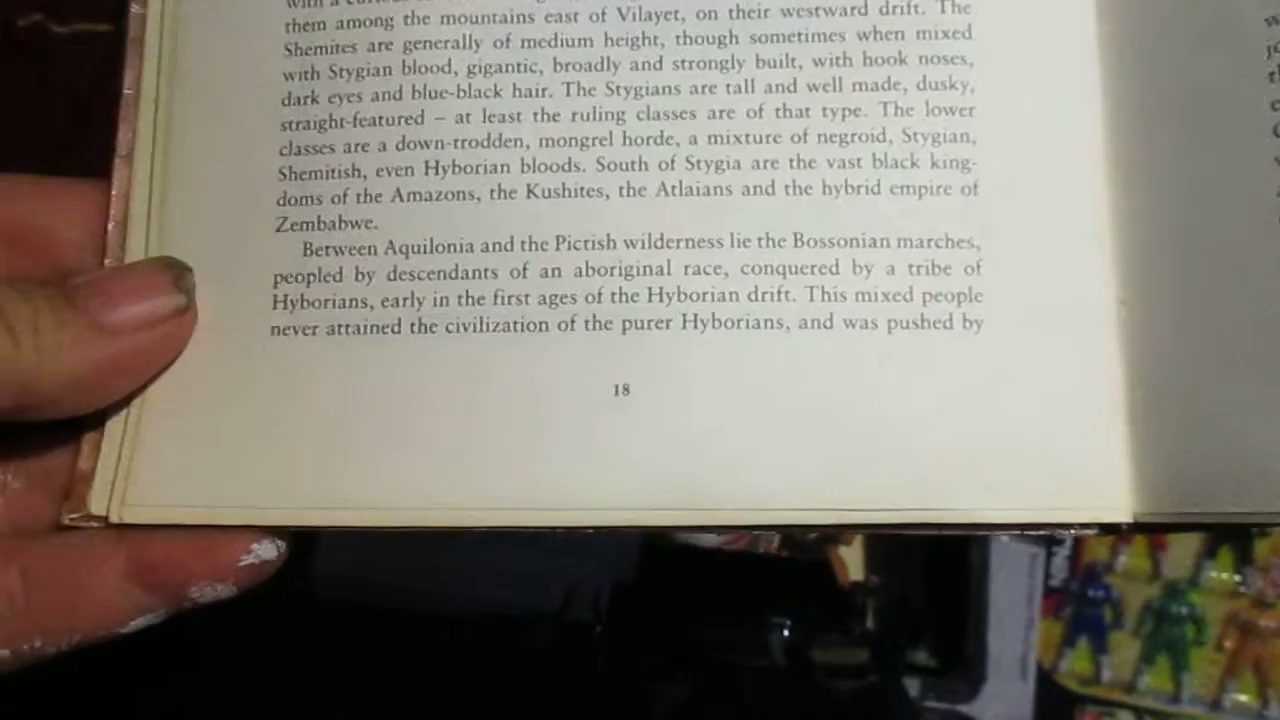 them among the mountains east of Vilayet, on their westward drift. The
Shemites are generally of medium height, though sometimes when mixed
with Stygian blood, gigantic, broadly and strongly built, with hook noses,
dark eyes and blue-black hair. The Stygians are tall and well made, dusky,
straight-featured – at least the ruling classes are of that type. The lower
classes are a down-trodden, mongrel horde, a mixture of negroid, Stygian,
Shemitish, even Hyborian bloods. South of Stygia are the vast black king-
doms of the Amazons, the Kushites, the Atlaians and the hybrid empire of
Zembabwe.
Between Aquilonia and the Pictish wilderness lie the Bossonian marches,
peopled by descendants of an aboriginal race, conquered by a tribe of
Hyborians, early in the first ages of the Hyborian drift. This mixed people
never attained the civilization of the purer Hyborians, and was pushed by
18